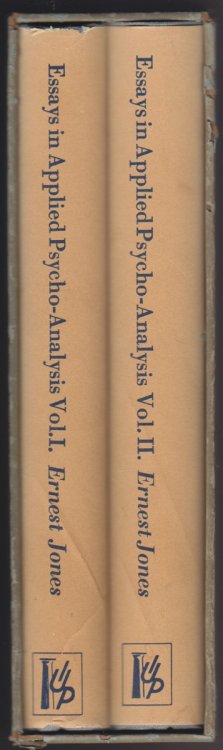 Essays in Applied Psycho-Analysis Vol. I. Ernest Jones
Essays in Applied Psycho-Analysis Vol. II. Ernest Jones